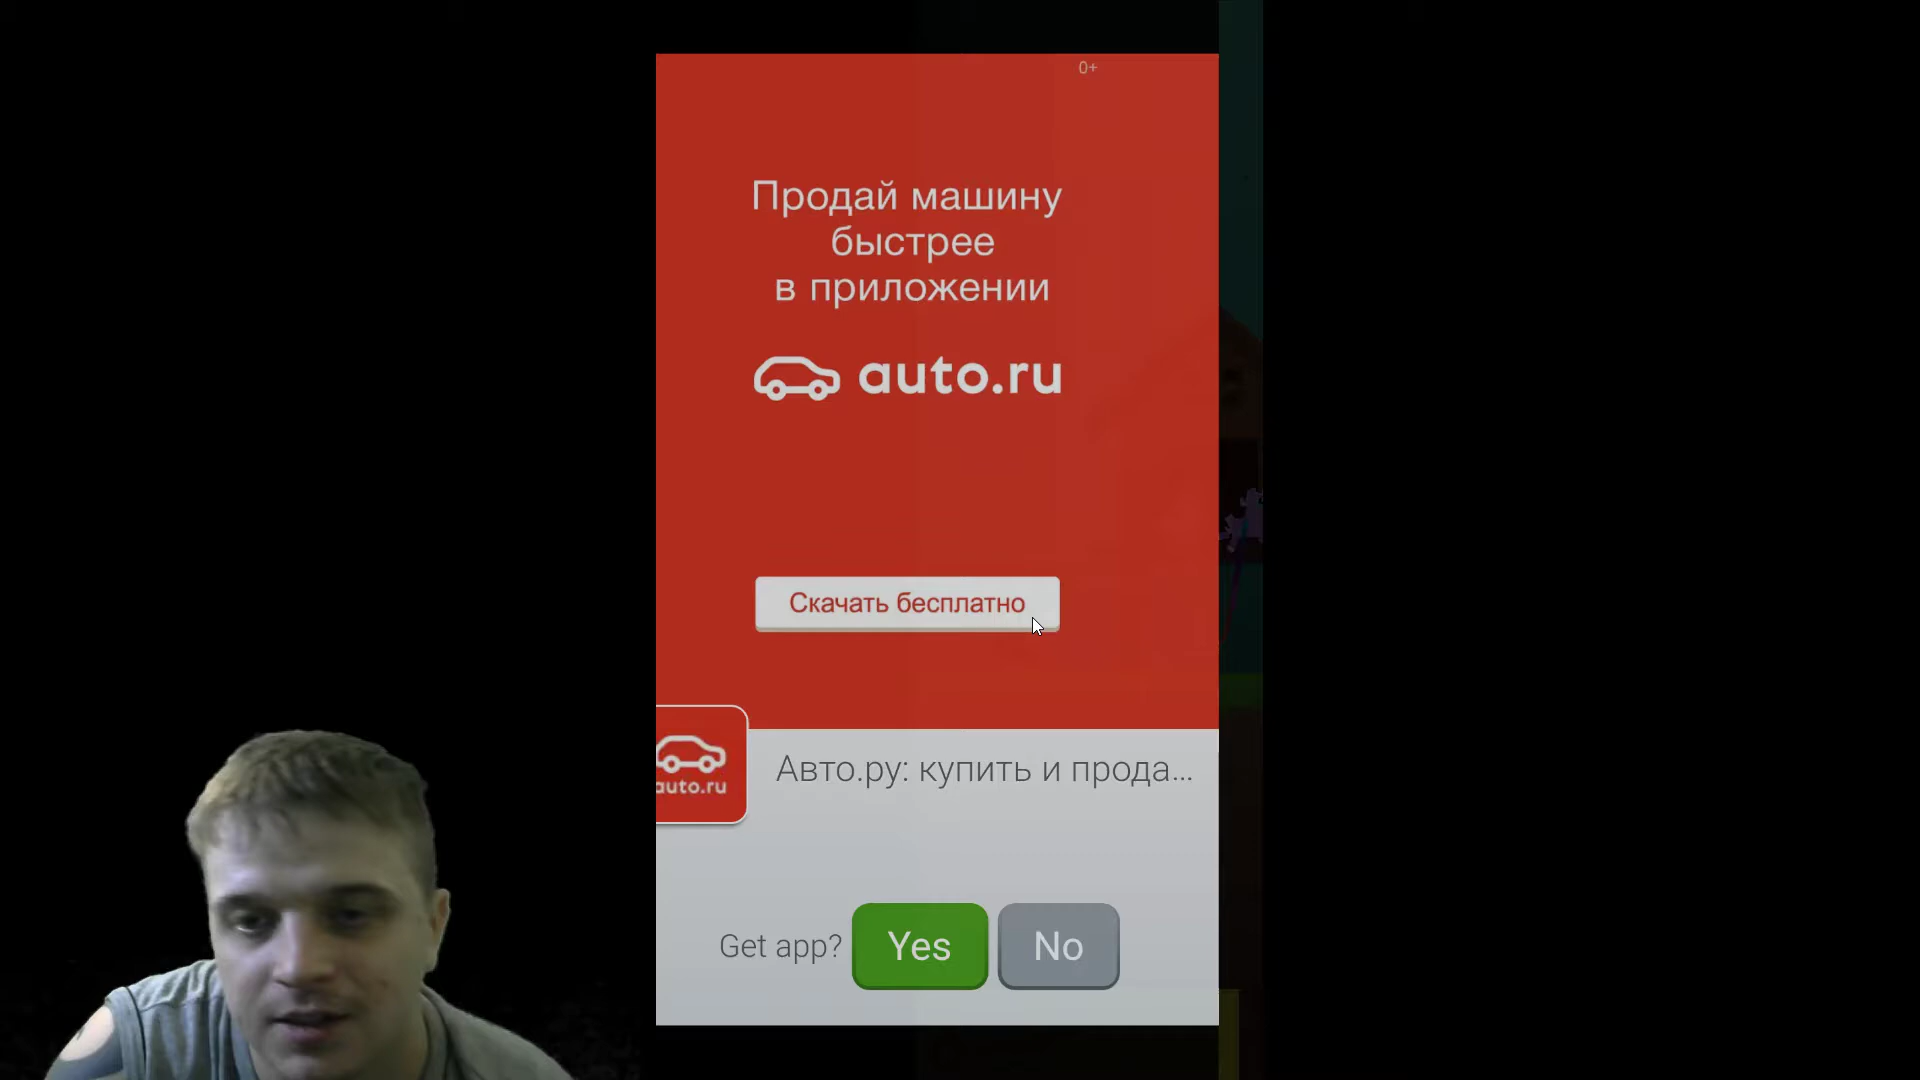 0+
Продай машину
быстрее
в приложении
auto.ru
Скачать бесплатно
auto.ru
Авто.ру: купить и прода...
Get app?
Yes
No